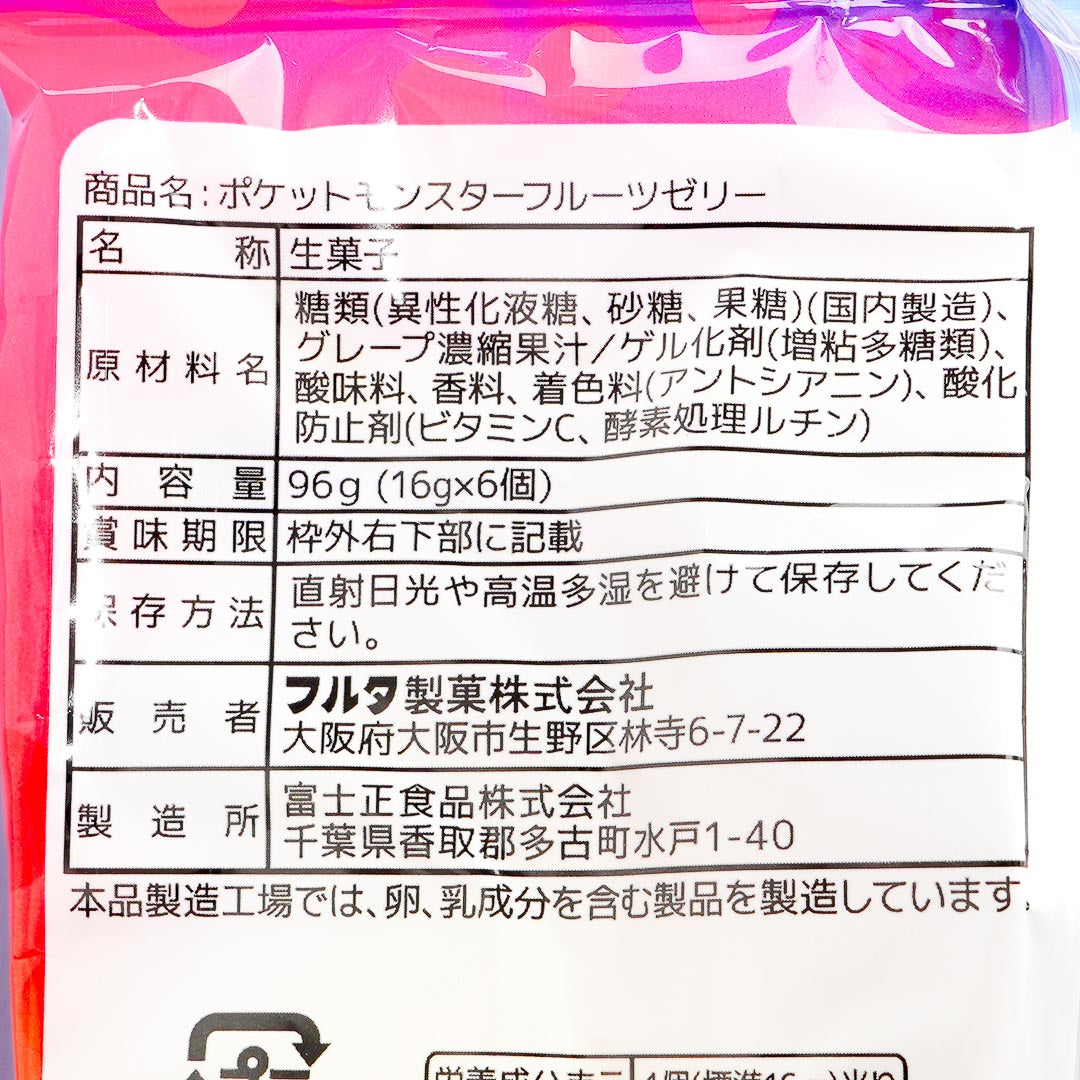 商品名:ポケットモンスターフルーツゼリー
名称 生菓子
原材料名 糖類(異性化液糖、砂糖、果糖)(国内製造)、
グレープ濃縮果汁/ゲル化剤(増粘多糖類)、
酸味料、香料、着色料(アントシアニン)、酸化
防止剤(ビタミンC、酵素処理ルチン)
内容量 96g (16g×6個)
賞味期限 枠外右下部に記載
保存方法 直射日光や高温多湿を避けて保存してくだ
さい。
販売者 フルタ製菓株式会社
大阪府大阪市生野区林寺6-7-22
製造所 富士正食品株式会社
千葉県香取郡多古町水戸1-40
本品製造工場では、卵、乳成分を含む製品を製造しています。
プ